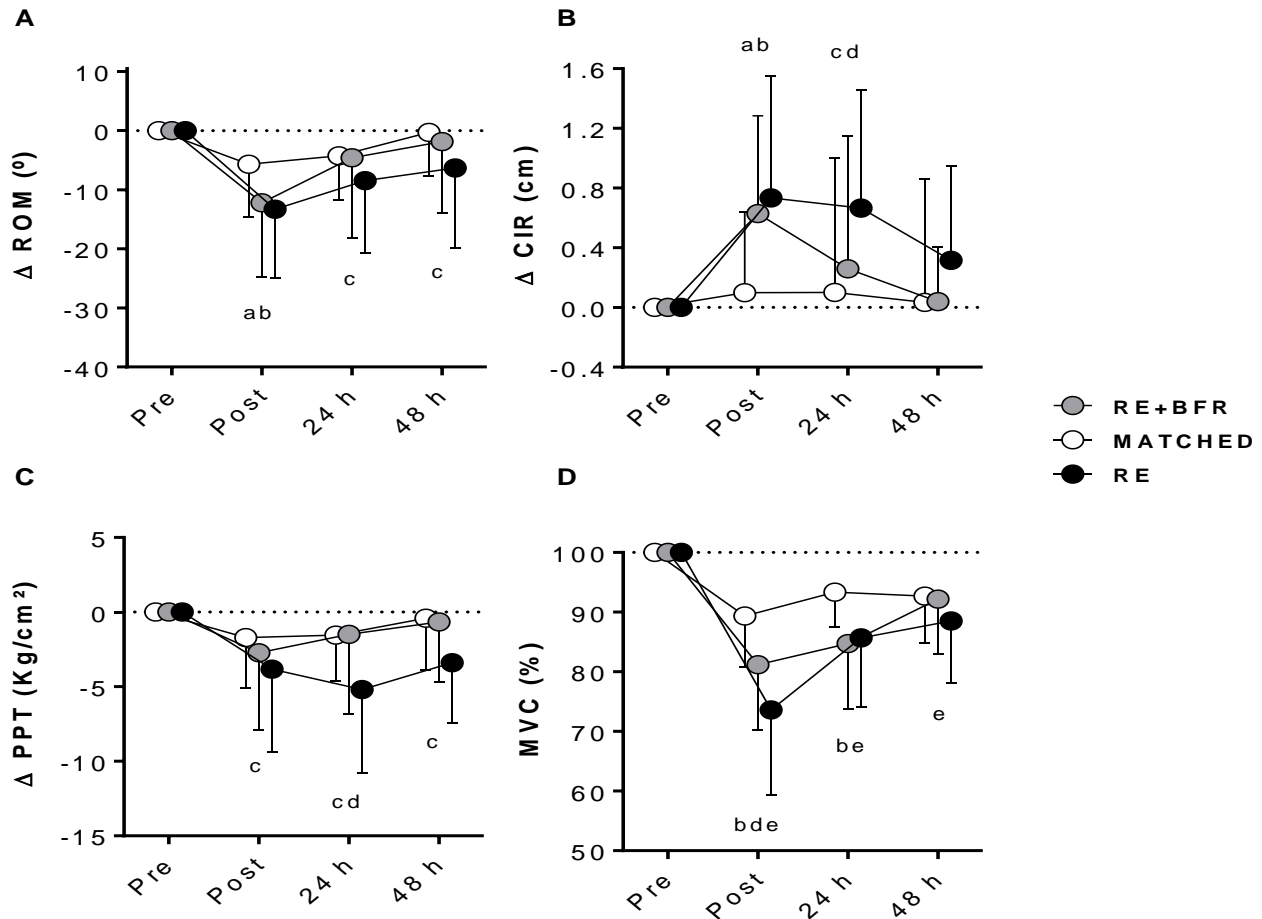 A
Δ ROM (º)
10
0
-10
-20
-30
-40
ab
c
c
Pre
Post
24 h
48 h
B
Δ CIR (cm)
1.6
1.2
0.8
0.4
0.0
-0.4
ab
cd
Pre
Post
24 h
48 h
RE+BFR
MATCHED
RE
C
Δ PPT (Kg/cm²)
5
0
-5
-10
-15
c
cd
c
Pre
Post
24 h
48 h
D
MVC (%)
100
90
80
70
60
50
bde
be
e
Pre
Post
24 h
48 h